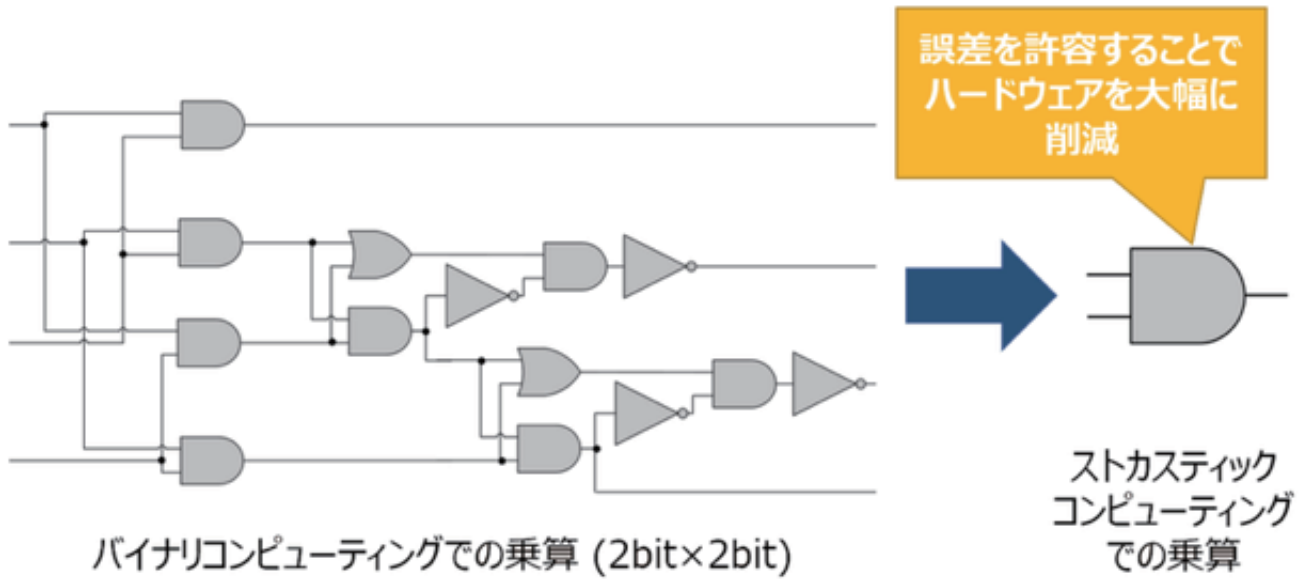 誤差を許容することで
ハードウェアを大幅に
削減
バイナリコンピューティングでの乗算 (2bit×2bit)
ストカスティック
コンピューティング
での乗算